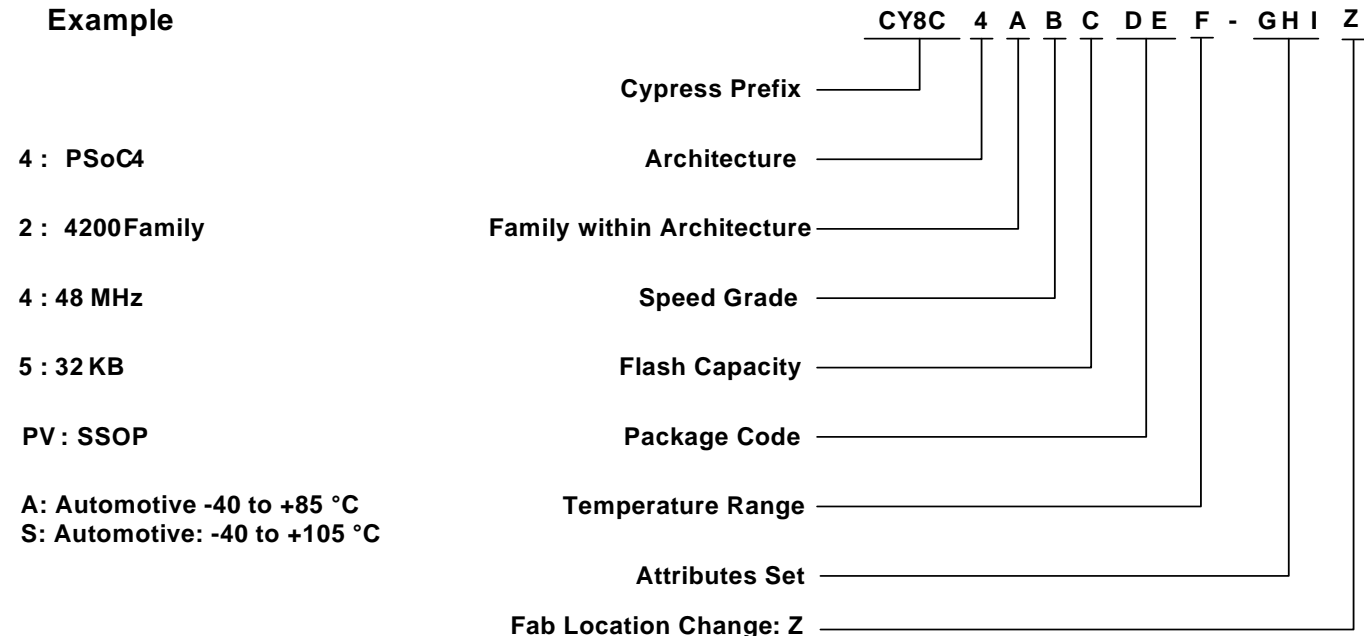 Example
CY8C 4 A B C D E F - G H I Z
Cypress Prefix
4 : PSoC4 Architecture
2 : 4200Family Family within Architecture
4 : 48 MHz Speed Grade
5 : 32 KB Flash Capacity
PV : SSOP Package Code
A: Automotive -40 to +85 °C Temperature Range
S: Automotive: -40 to +105 °C
Attributes Set
Fab Location Change: Z